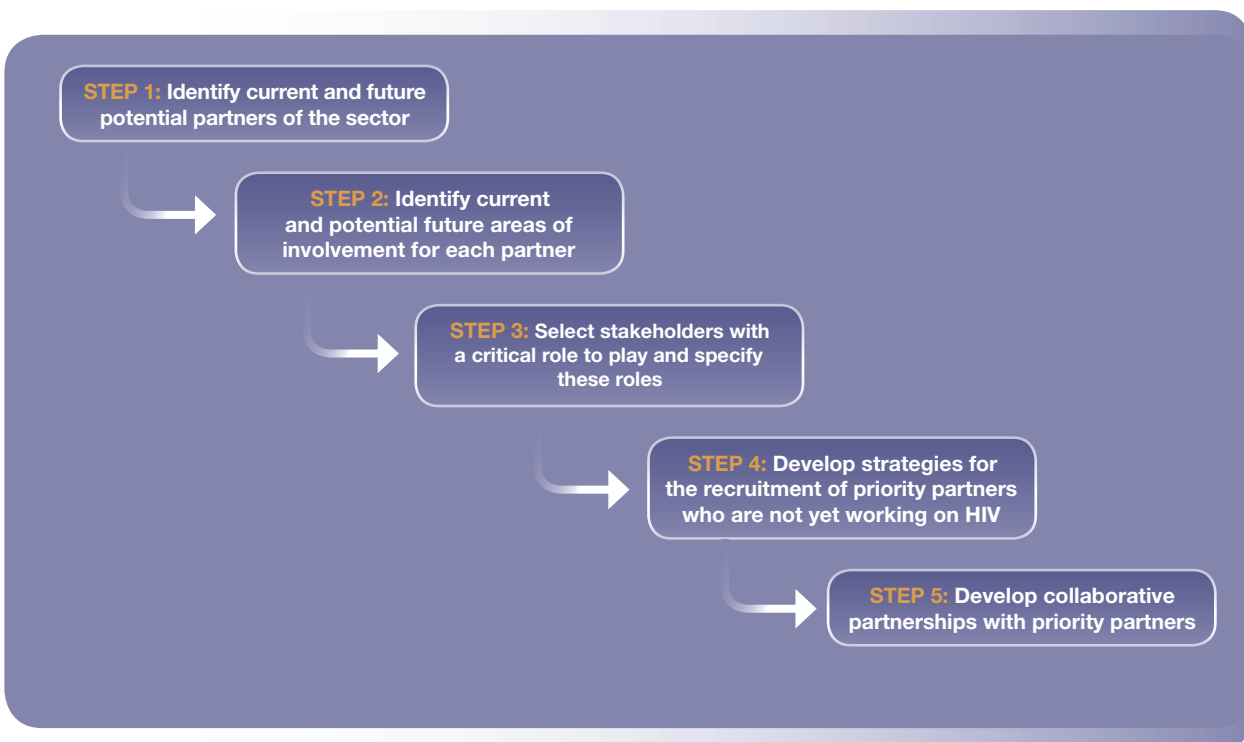 STEP 1: Identify current and future
potential partners of the sector
STEP 2: Identify current
and potential future areas of
involvement for each partner
STEP 3: Select stakeholders with
a critical role to play and specify
these roles
STEP 4: Develop strategies for
the recruitment of priority partners
who are not yet working on HIV
STEP 5: Develop collaborative
partnerships with priority partners